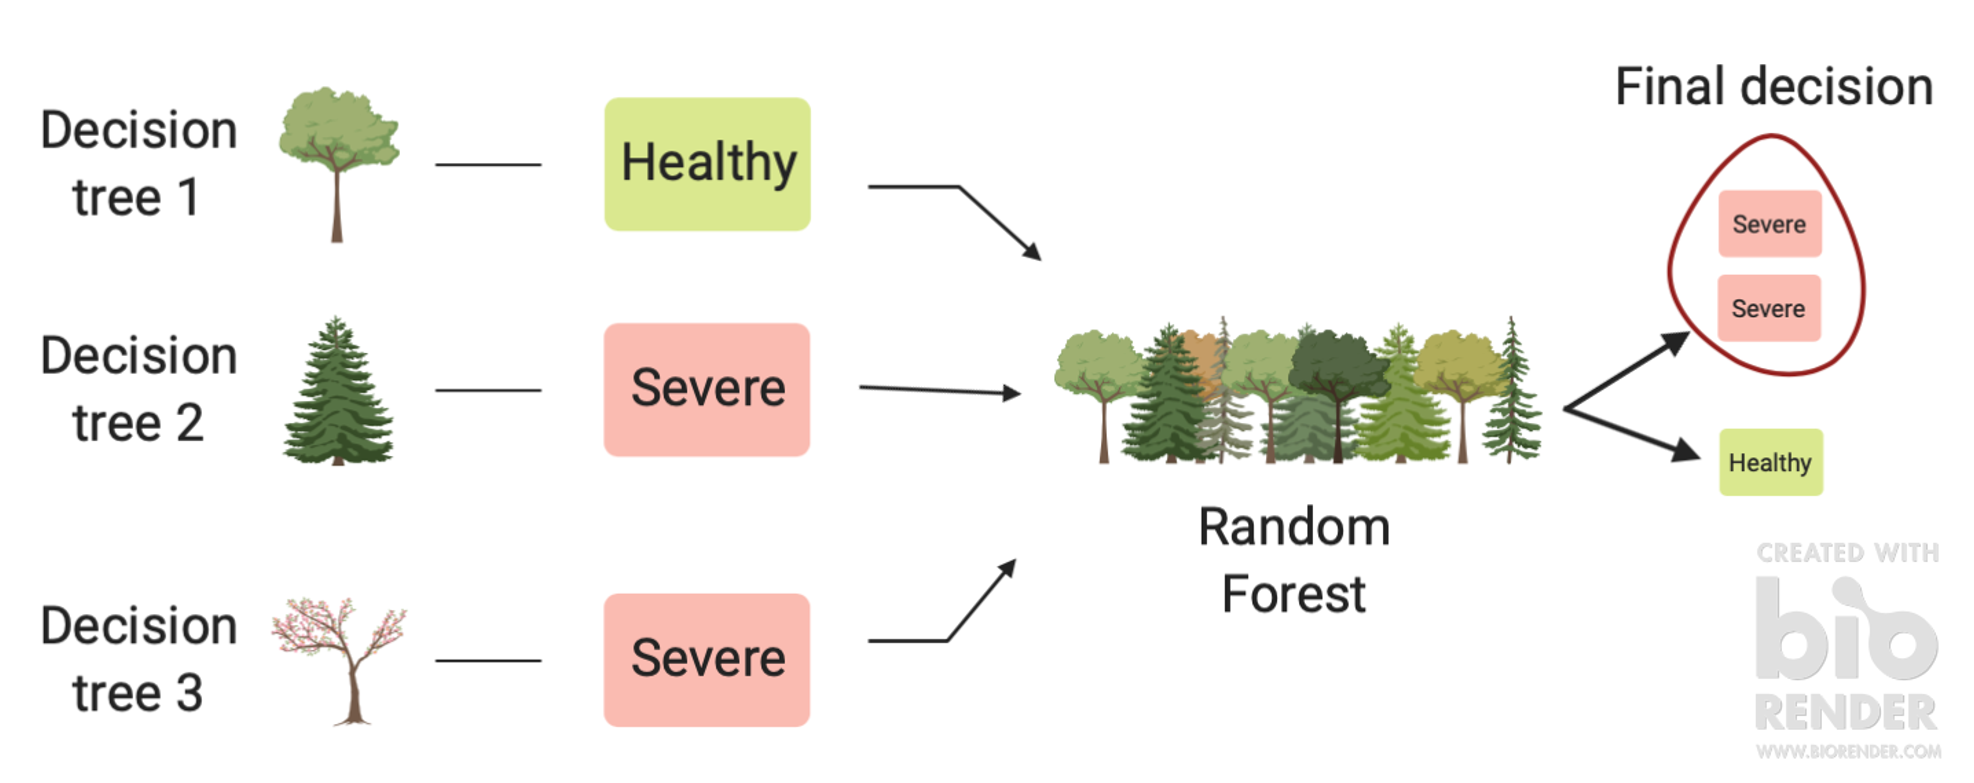 Decision
tree 1
Healthy
Decision
tree 2
Severe
Decision
tree 3
Severe
Random
Forest
Final decision
Severe
Severe
Healthy
CREATED WITH
bio
RENDER
WWW.BIORENDER.COM